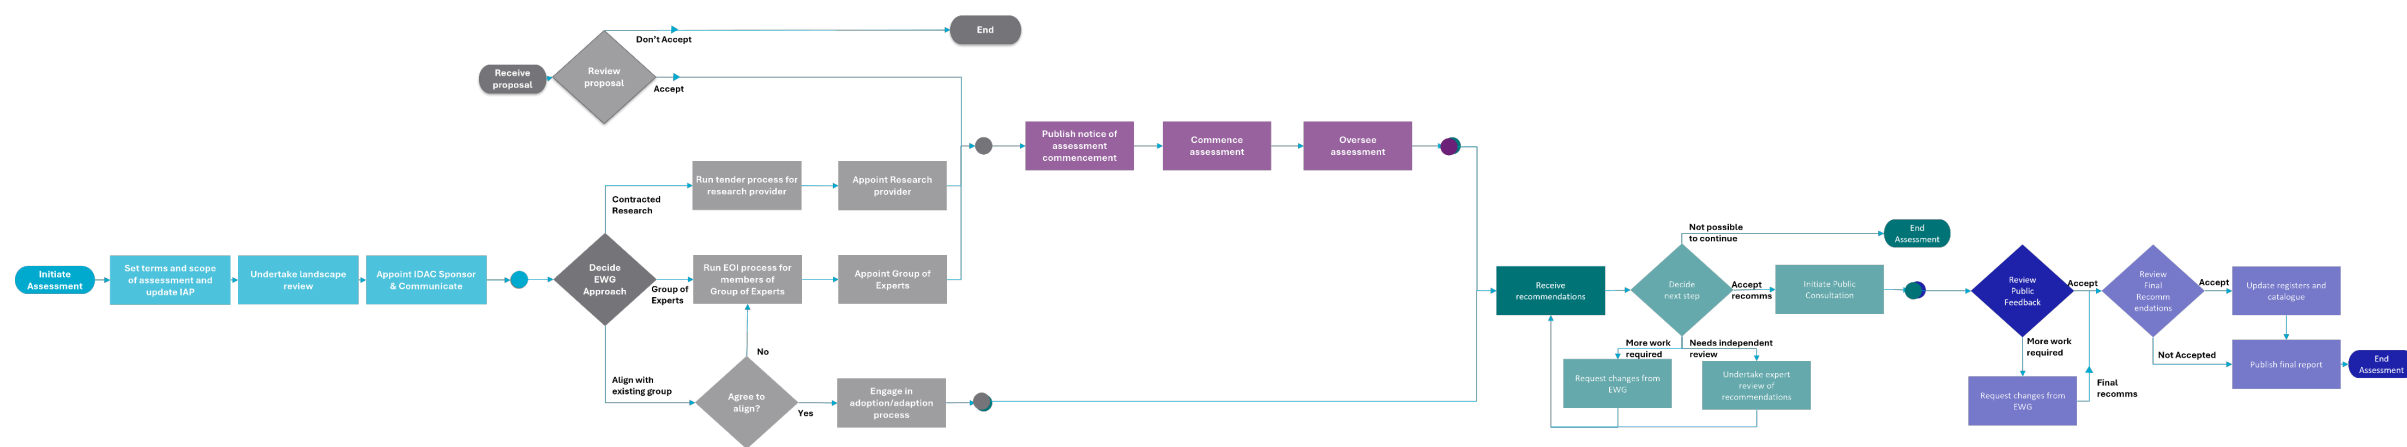 Don't Accept
End
Receive
proposal
Review
proposal
Accept
Publish notice of
assessment
commencement
Commence
assessment
Oversee
assessment
Run tender process for
research provider
Appoint Research
provider
Contracted
Research
Initiate
Assessment
Set terms and scope
of assessment and
update IAP
Undertake landscape
review
Appoint IDAC Sponsor
& Communicate
Decide
EWG
Approach
Group of
Experts
Run EOI process for
members of
Group of Experts
Appoint Group of
Experts
No
Align with
existing group
Agree to
align?
Yes
Engage in
adoption/adaption
process
Receive
recommendations
Decide
next step
Not possible
to continue
End
Assessment
Accept
recomms
Initiate Public
Consultation
More work
required
Needs independent
review
Request changes from
EWG
Undertake expert
review of
recommendations
Review
Public
Feedback
Accept
Review
Final
Recomm
endations
Accept
Update registers and
catalogue
More work
required
Not Accepted
Publish final report
End
Assessment
Request changes from
EWG
Final
recomms